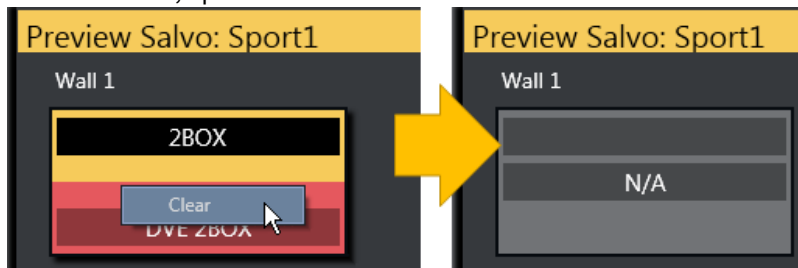 Preview Salvo: Sport1
Wall 1
2BOX
Clear
DVE 2BOX
Preview Salvo: Sport1
Wall 1
N/A